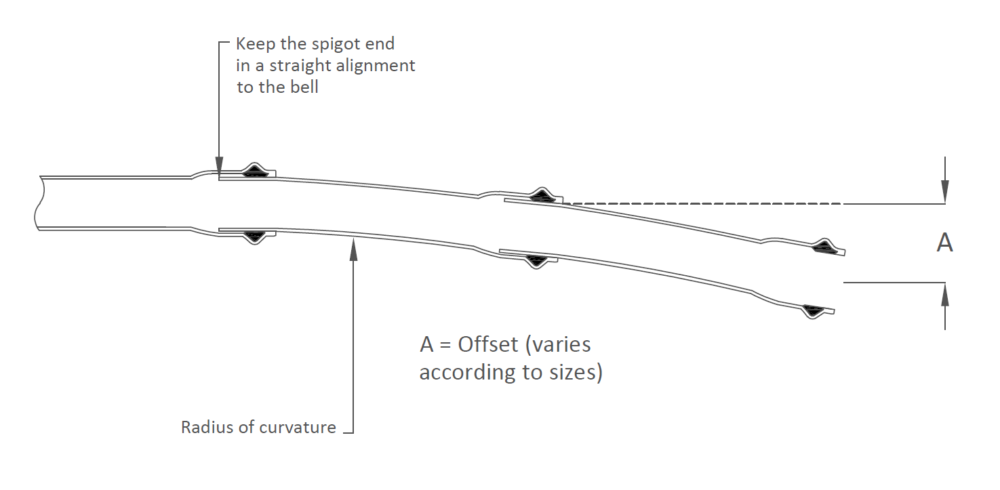 Keep the spigot end
in a straight alignment
to the bell
A
A = Offset (varies
according to sizes)
Radius of curvature